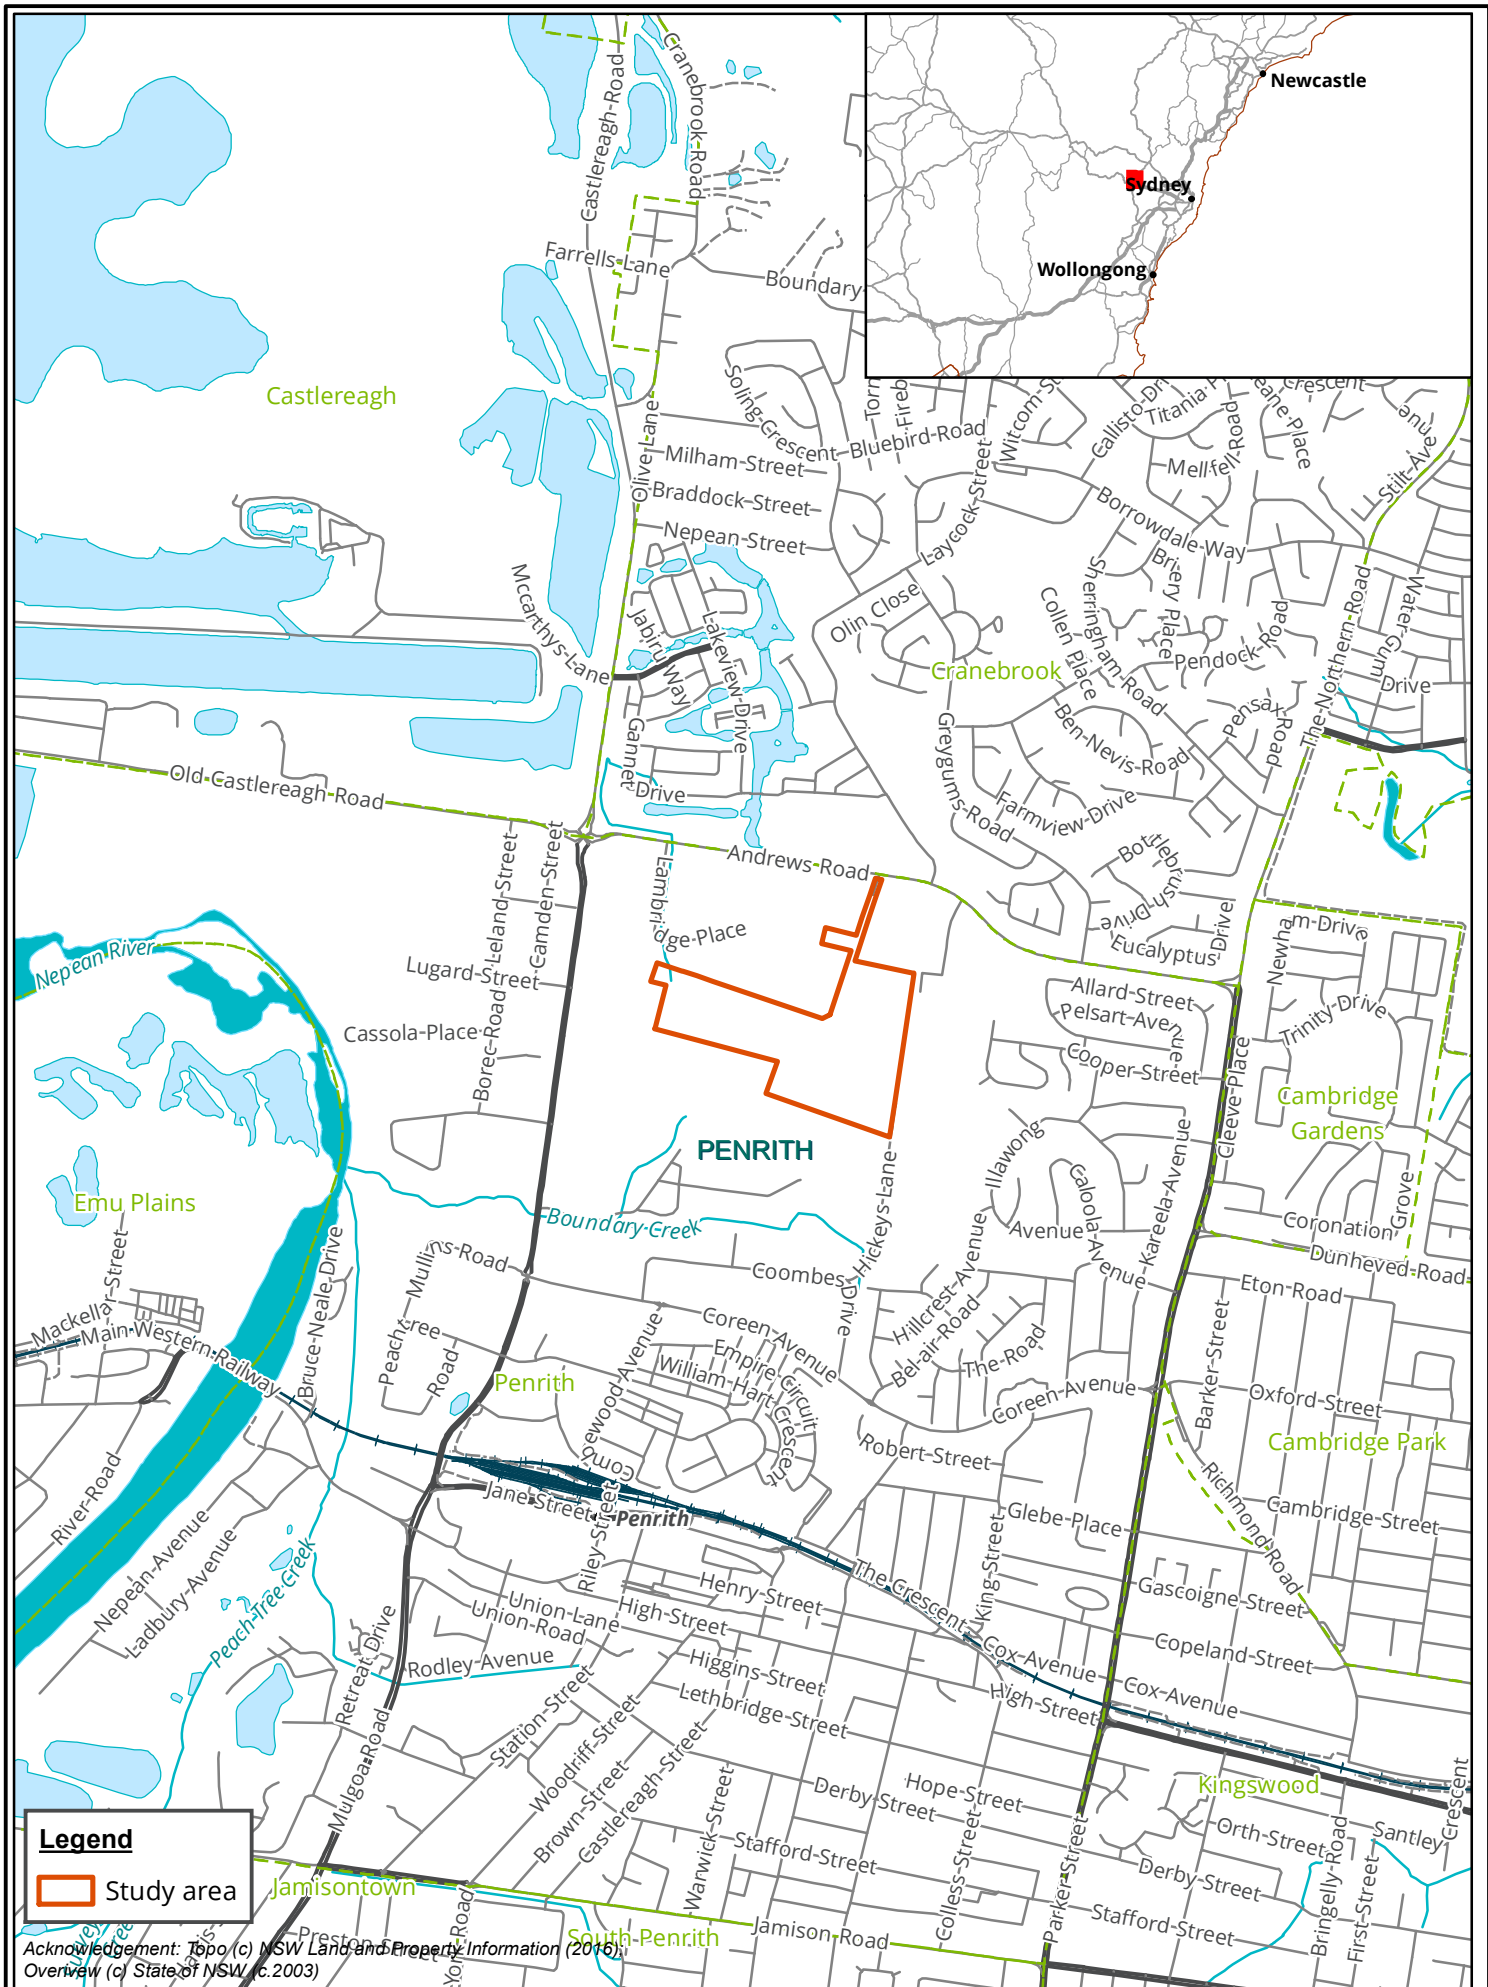 Newcastle
Sydney
Wollongong
Castlereagh Road
Cranebrook Road
Farrells Lane
Boundary
Castlereagh
Soling Crescent
Bluebird Road
Torn
Fireb
Witcom St
Callisto Dri
Titania P
Road
eane Place
Crescent
Mellfell
Stilt Ave
enue
Olive Lane
Milham Street
Braddock Street
Nepean Street
Laycock Street
Borrowdale Way
Olin Close
Mccarthys Lane
Jabiru Way
Lakeview Drive
Cranebrook
Collen Place
Sherringham Road
Briery Place
Pendock Road
The Northern Road
Water Gum
Drive
Gannet
Drive
Greygums Road
Ben Nevis Road
Pensax Road
Farmview Drive
Old Castlereagh Road
Andrews Road
Bottlebrush Drive
Eucalyptus Drive
Newha
m Drive
Leland Street
Camden Street
Lambridge Place
Nepean River
Lugard Street
Allard Street
Pelsart Avenue
Trinity Drive
Cassola Place
Borec Road
Cooper Street
Cleeve Place
Cambridge
Gardens
PENRITH
Illawong
Avenue
Caloola Avenue
Kareela Avenue
Emu Plains
Boundary Creek
Hickeys Lane
Coronation
Grove
Dunheved Road
Mullins Road
Coombes Drive
Eton Road
Mackellar Street
Main Western Railway
Bruce Neale Drive
Peachtree
Road
Coreen Avenue
Hillcrest Avenue
Bel-air Road
The Road
Empire Circuit
William Hart Crescent
Barker Street
Penrith
Comewood Avenue
Coreen Avenue
Oxford Street
Cambridge Park
Robert Street
River Road
Jane Street
Penrith
Riley Street
Glebe Place
Richmond Road
Cambridge Street
Nepean Avenue
Ladbury Avenue
Peach Tree Creek
Henry Street
The Crescent
King Street
Gascoigne Street
Union Lane
Union Road
High Street
Cox Avenue
Copeland Street
Retreat Drive
Rodley Avenue
Higgins Street
Lethbridge Street
High Street
Cox Avenue
Station Street
Woodriff Street
Mulgoa Road
Brown Street
Castlereagh Street
Warwick Street
Derby Street
Hope Street
Kingswood
Crescent
Orth Street
Santley
Stafford Street
Colless Street
Parker Street
Derby Street
Bringelly Road
First Street
Legend
Study area
Jamisontown
South Penrith
Jamison Road
Stafford Street
Preston Street
York Road
Acknowledgement: Topo (c) NSW Land and Property Information (2016);
Overview (c) State of NSW (c.2003)